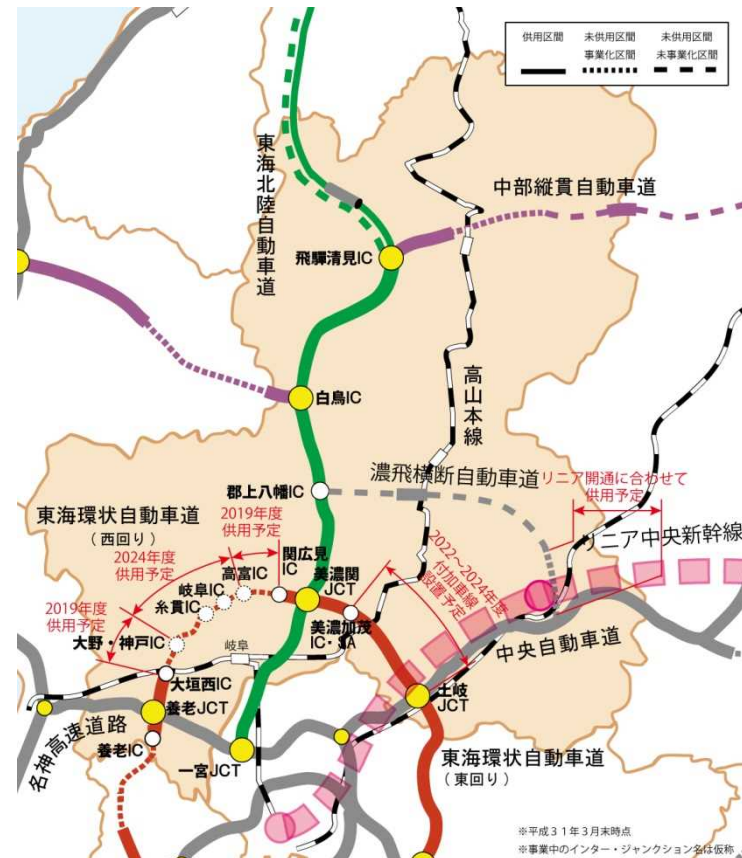 供用区間
未供用区間
事業化区間
未供用区間
未事業化区間
東海北陸自動車道
中部縦貫自動車道
飛驒清見IC
白鳥IC
高山本線
郡上八幡IC
濃飛横断自動車道
リニア開通に合わせて
供用予定
東海環状自動車道
(西回り)
2019年度
供用予定
2024年度
供用予定
2019年度
供用予定
関広見
IC
美濃関
JCT
高富IC
岐阜IC
糸貫IC
大野・神戸IC
2022~2024年度
付加車線
設置予定
ニア中央新幹線
美濃加茂
IC・SA
中央自動車道
岐阜
大垣西IC
養老JCT
土岐
JCT
名神高速道路
養老IC
一宮JCT
東海環状自動車道
(東回り)
※平成31年3月末時点
※事業中のインター・ジャンクション名は仮称